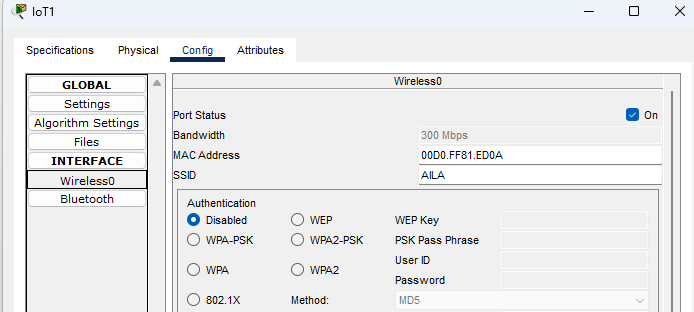 IoT1
Specifications Physical Config Attributes
GLOBAL
Settings
Algorithm Settings
Files
INTERFACE
Wireless0
Bluetooth
Wireless0
Port Status On
Bandwidth 300 Mbps
MAC Address 00D0.FF81.ED0A
SSID AILA
Authentication
Disabled WEP WEP Key
WPA-PSK WPA2-PSK PSK Pass Phrase
User ID
WPA WPA2 Password
802.1X Method: MD5